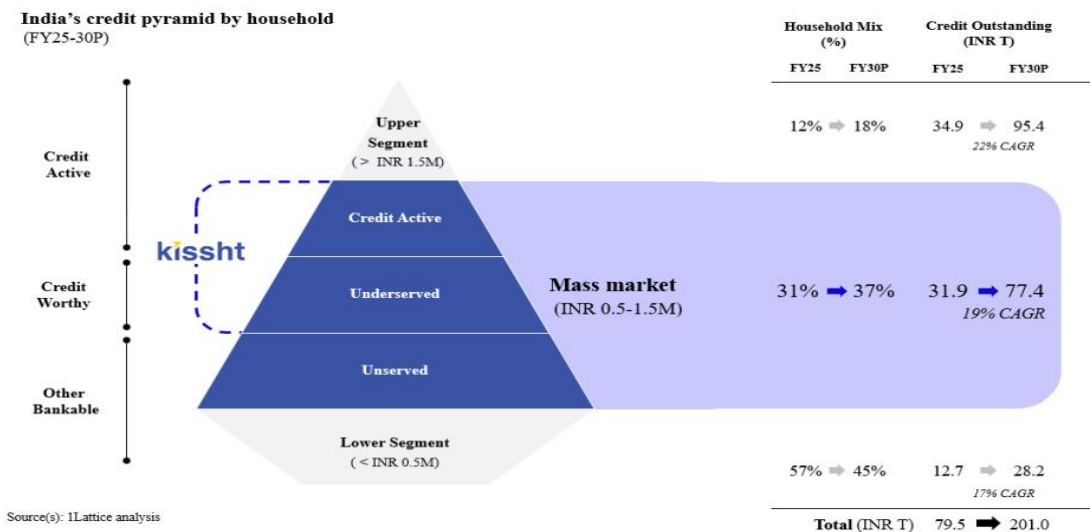 India's credit pyramid by household
(FY25-30P)
Household Mix
(%)
Credit Outstanding
(INR T)
FY25 FY30P FY25 FY30P
Upper
Segment
( > INR 1.5M)
12% 18% 34.9 95.4
22% CAGR
Credit
Active
Credit Active
kissht
Credit
Worthy
Underserved
Mass market
(INR 0.5-1.5M)
31% 37% 31.9 77.4
19% CAGR
Unserved
Other
Bankable
Lower Segment
( < INR 0.5M)
57% 45% 12.7 28.2
17% CAGR
Source(s): 1Lattice analysis
Total (INR T) 79.5 201.0